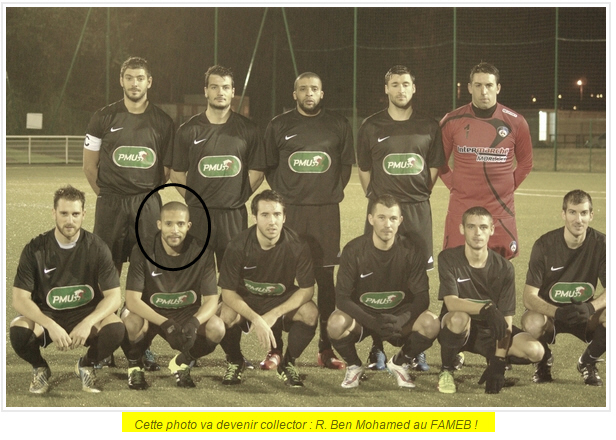 PMU
PMU
PMU
PMU
Intermarché
MORDELLES
PMU
PMU
PMU
PMU
PMU
Cette photo va devenir collector : R. Ben Mohamed au FAMEB !